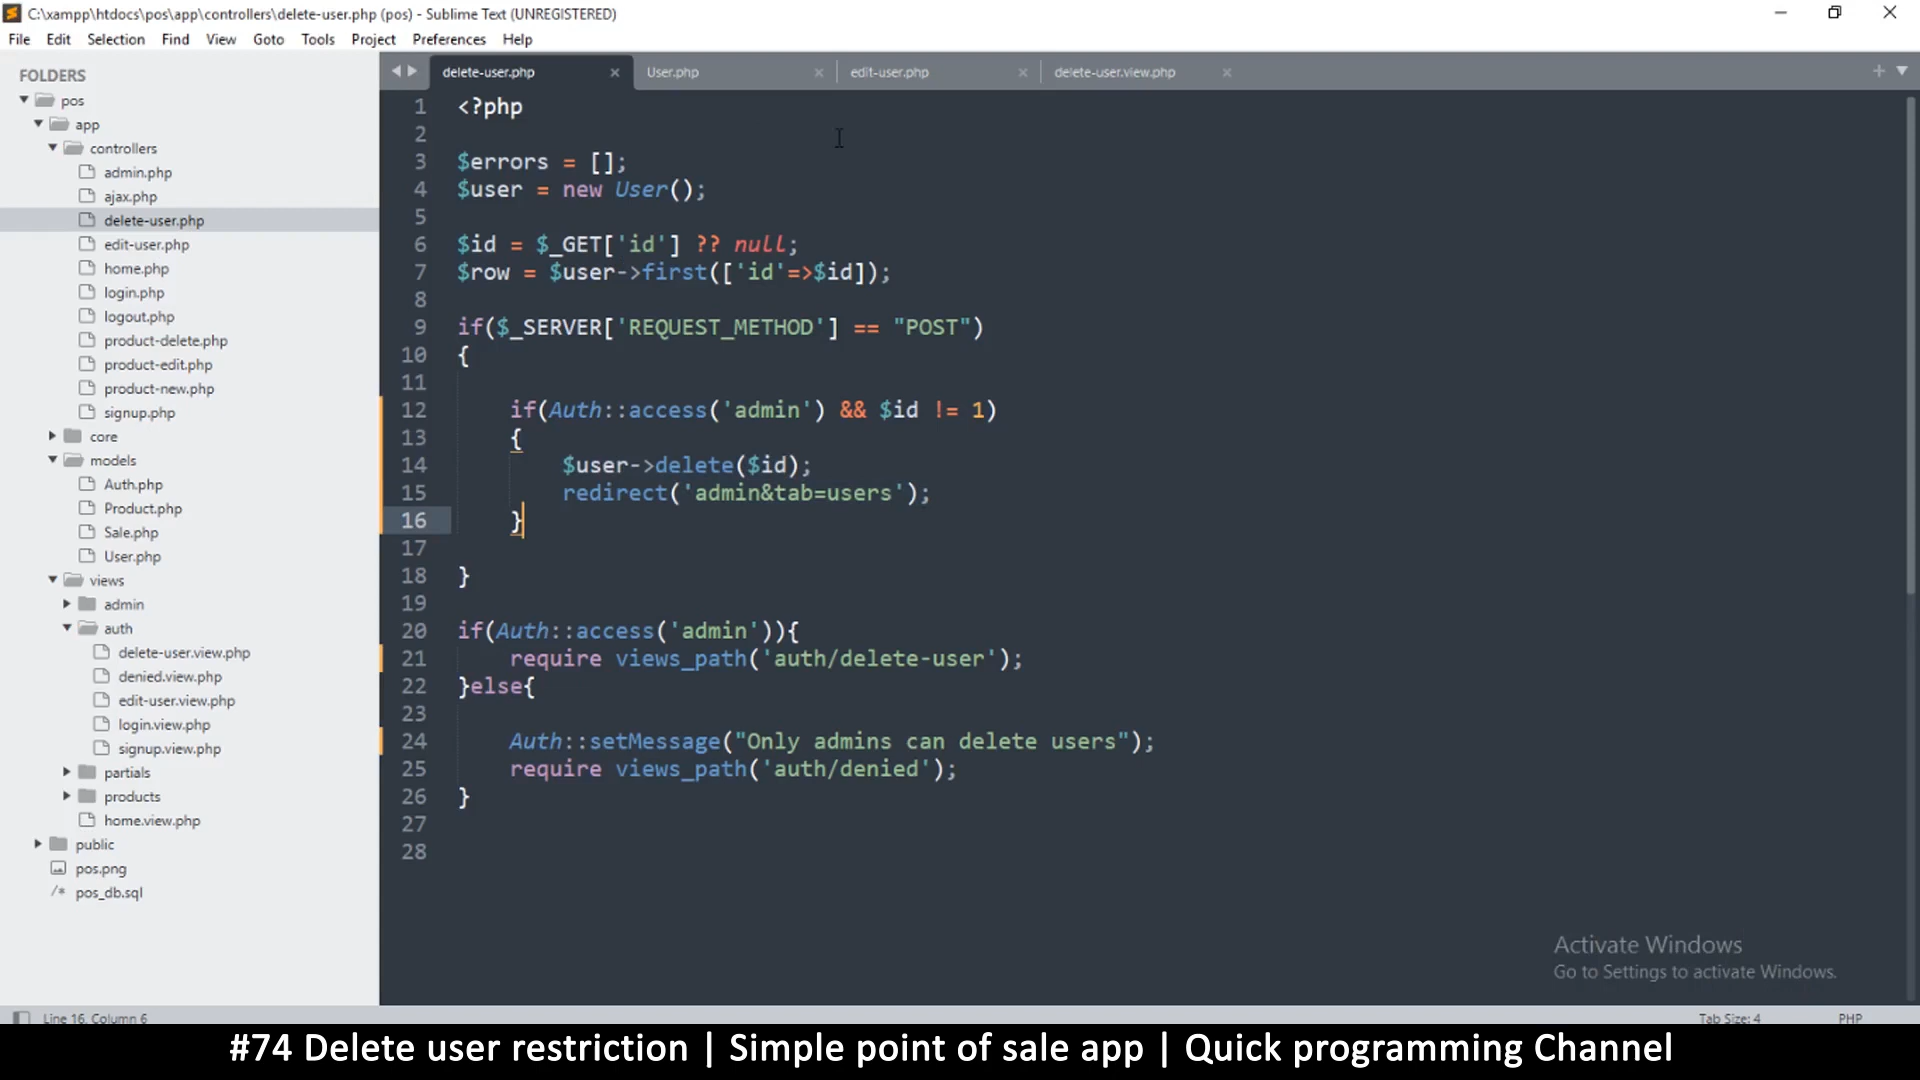 C:\xampp\htdocs\pos\app\controllers\delete-user.php (pos) - Sublime Text (UNREGISTERED)
File Edit Selection Find View Goto Tools Project Preferences Help
FOLDERS
pos
app
controllers
admin.php
ajax.php
delete-user.php
edit-user.php
home.php
login.php
logout.php
product-delete.php
product-edit.php
product-new.php
signup.php
core
models
Auth.php
Product.php
Sale.php
User.php
views
admin
auth
delete-user.view.php
denied.view.php
edit-user.view.php
login.view.php
signup.view.php
partials
products
home.view.php
public
pos.png
/* pos_db.sql
delete-user.php × User.php × edit-user.php × delete-user.view.php ×
1 <?php
2
3 $errors = [];
4 $user = new User();
5
6 $id = $_GET['id'] ?? null;
7 $row = $user->first(['id'=>$id]);
8
9 if($_SERVER['REQUEST_METHOD'] == "POST")
10 {
11
12 if(Auth::access('admin') && $id != 1)
13 {
14 $user->delete($id);
15 redirect('admin&tab=users');
16 }
17
18 }
19
20 if(Auth::access('admin')){
21 require views_path('auth/delete-user');
22 }else{
23
24 Auth::setMessage("Only admins can delete users");
25 require views_path('auth/denied');
26 }
27
28
Activate Windows
Go to Settings to activate Windows.
Line 16, Column 6 Tab Size: 4 PHP
#74 Delete user restriction | Simple point of sale app | Quick programming Channel